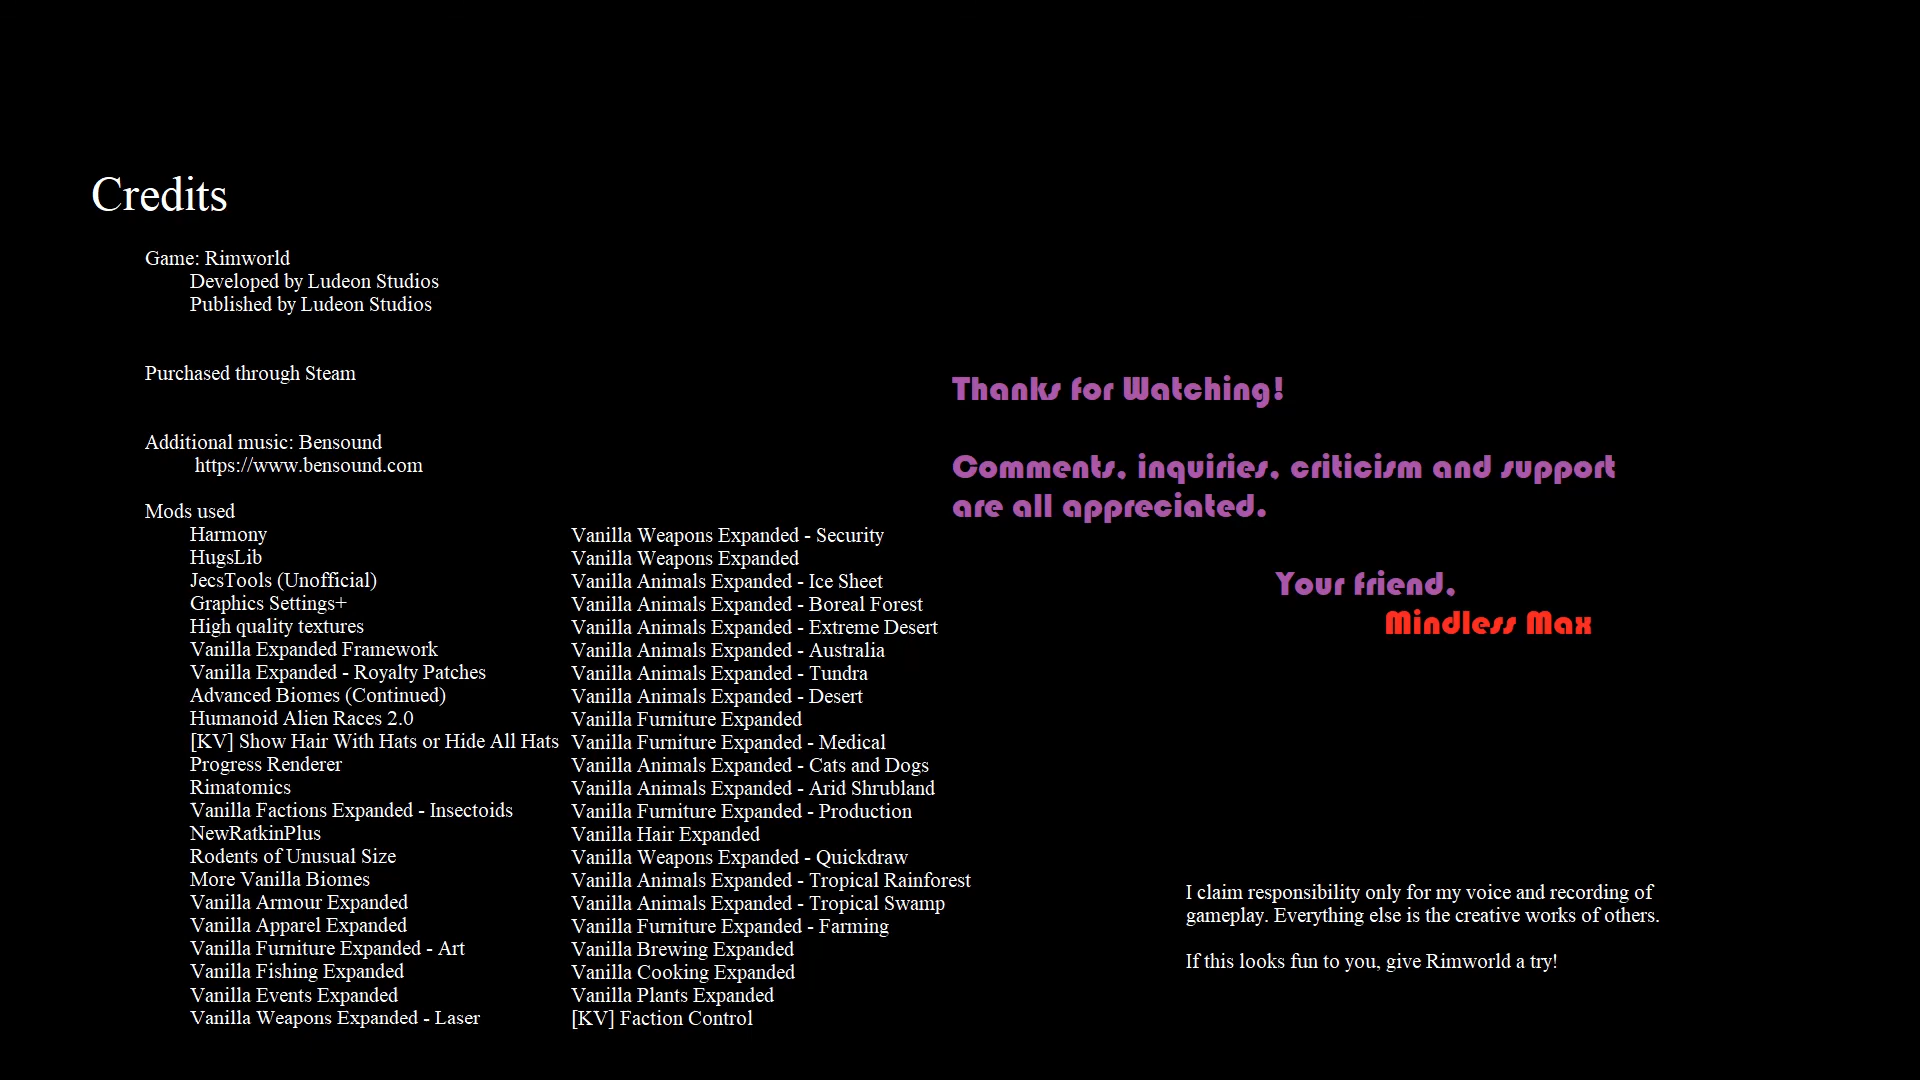 Credits
Game: Rimworld
Developed by Ludeon Studios
Published by Ludeon Studios
Purchased through Steam
Additional music: Bensound
https://www.bensound.com
Mods used
Harmony
HugsLib
JecsTools (Unofficial)
Graphics Settings+
High quality textures
Vanilla Expanded Framework
Vanilla Expanded - Royalty Patches
Advanced Biomes (Continued)
Humanoid Alien Races 2.0
[KV] Show Hair With Hats or Hide All Hats
Progress Renderer
Rimatomics
Vanilla Factions Expanded - Insectoids
NewRatkinPlus
Rodents of Unusual Size
More Vanilla Biomes
Vanilla Armour Expanded
Vanilla Apparel Expanded
Vanilla Furniture Expanded - Art
Vanilla Fishing Expanded
Vanilla Events Expanded
Vanilla Weapons Expanded - Laser
Vanilla Weapons Expanded - Security
Vanilla Weapons Expanded
Vanilla Animals Expanded - Ice Sheet
Vanilla Animals Expanded - Boreal Forest
Vanilla Animals Expanded - Extreme Desert
Vanilla Animals Expanded - Australia
Vanilla Animals Expanded - Tundra
Vanilla Animals Expanded - Desert
Vanilla Furniture Expanded
Vanilla Furniture Expanded - Medical
Vanilla Animals Expanded - Cats and Dogs
Vanilla Animals Expanded - Arid Shrubland
Vanilla Furniture Expanded - Production
Vanilla Hair Expanded
Vanilla Weapons Expanded - Quickdraw
Vanilla Animals Expanded - Tropical Rainforest
Vanilla Animals Expanded - Tropical Swamp
Vanilla Furniture Expanded - Farming
Vanilla Brewing Expanded
Vanilla Cooking Expanded
Vanilla Plants Expanded
[KV] Faction Control
Thanks for Watching!
Comments, inquiries, criticism and support
are all appreciated.
Your friend,
Mindless Max
I claim responsibility only for my voice and recording of
gameplay. Everything else is the creative works of others.
If this looks fun to you, give Rimworld a try!